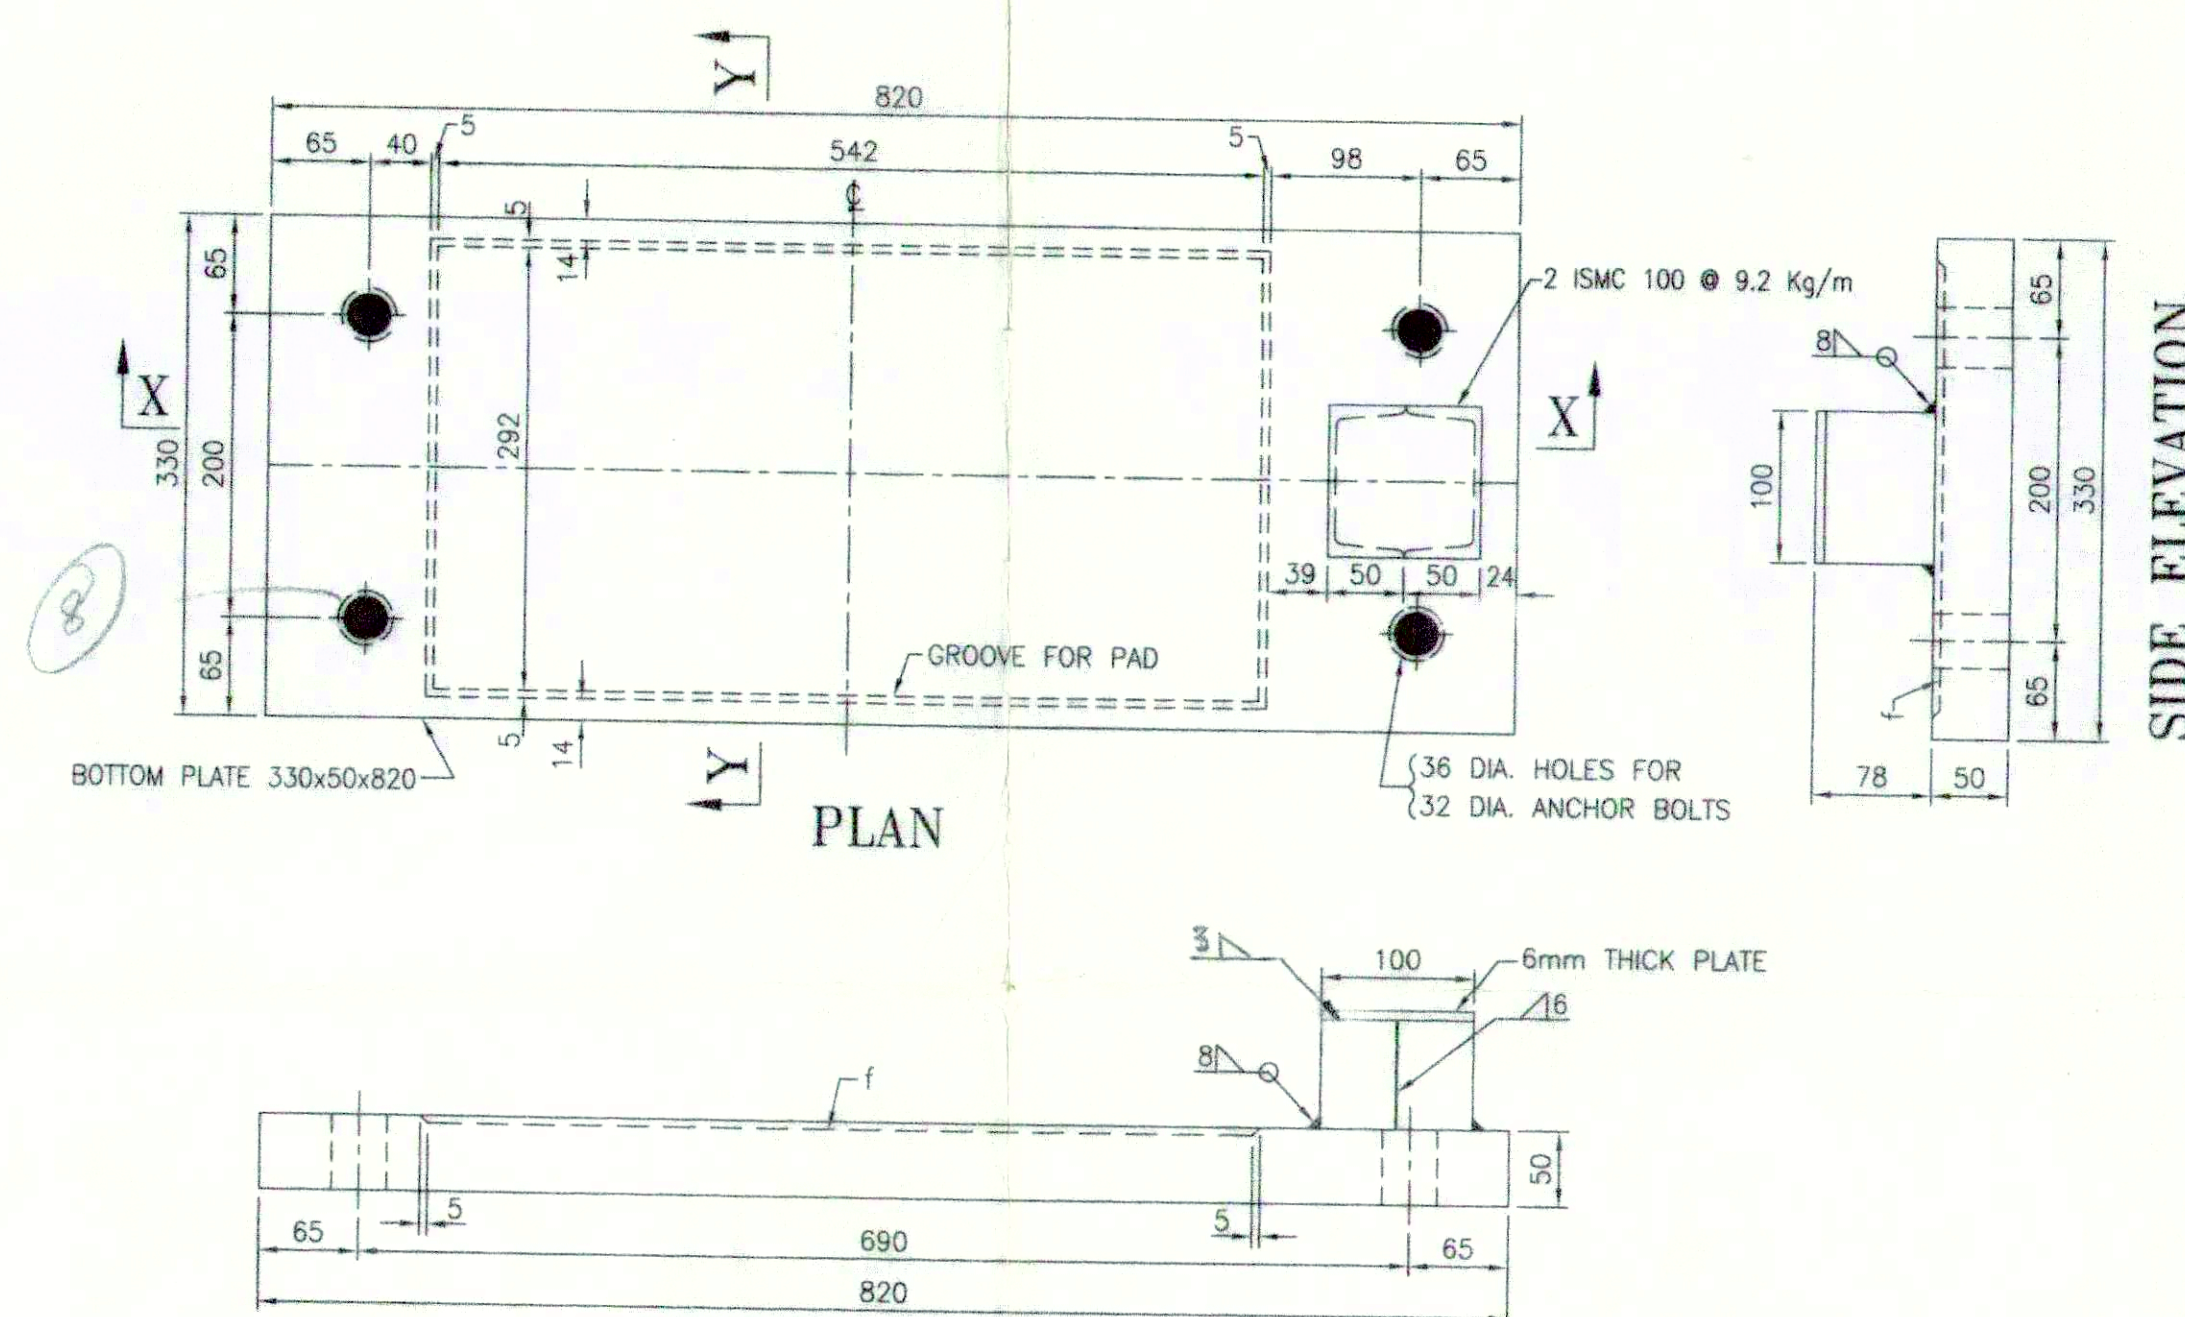 Y
820
65
40
5
542
5
98
65
℄
5
14
65
2 ISMC 100 @ 9.2 Kg/m
65
8
X
X
330
200
292
100
200
330
SIDE ELEVATION
39
50
50
24
8
65
GROOVE FOR PAD
5
14
f
65
BOTTOM PLATE 330x50x820
Y
36 DIA. HOLES FOR
32 DIA. ANCHOR BOLTS
78
50
PLAN
100
6mm THICK PLATE
6
8
f
50
5
5
65
690
65
820